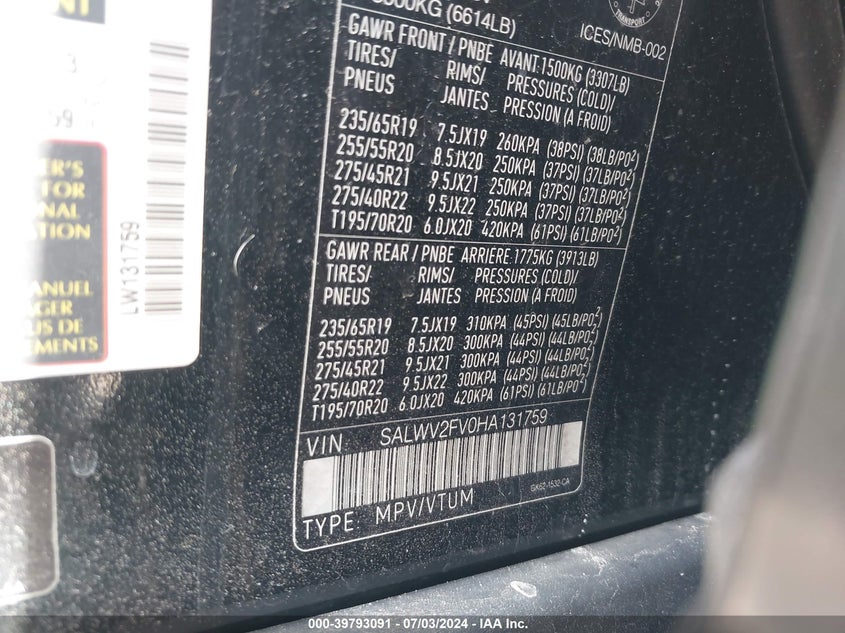 (6614LB)
TRANSPORT
ICES/NMB-002
GAWR FRONT / PNBE AVANT.1500KG (3307LB)
TIRES/ RIMS/ PRESSURES (COLD)/
PNEUS JANTES PRESSION (A FROID)
235/65R19 7.5JX19 260KPA (38PSI) (38LB/PO²)
255/55R20 8.5JX20 250KPA (37PSI) (37LB/PO²)
275/45R21 9.5JX21 250KPA (37PSI) (37LB/PO²)
275/40R22 9.5JX22 250KPA (37PSI) (37LB/PO²)
T195/70R20 6.0JX20 420KPA (61PSI) (61LB/PO²)
GAWR REAR / PNBE ARRIERE.1775KG (3913LB)
TIRES/ RIMS/ PRESSURES (COLD)/
PNEUS JANTES PRESSION (A FROID)
235/65R19 7.5JX19 310KPA (45PSI) (45LB/PO²)
255/55R20 8.5JX20 300KPA (44PSI) (44LB/PO²)
275/45R21 9.5JX21 300KPA (44PSI) (44LB/PO²)
275/40R22 9.5JX22 300KPA (44PSI) (44LB/PO²)
T195/70R20 6.0JX20 420KPA (61PSI) (61LB/PO²)
VIN SALWV2FV0HA131759
GK62-1532-CA
TYPE: MPV/VTUM
LW131759
000-39793091 - 07/03/2024 - IAA Inc.